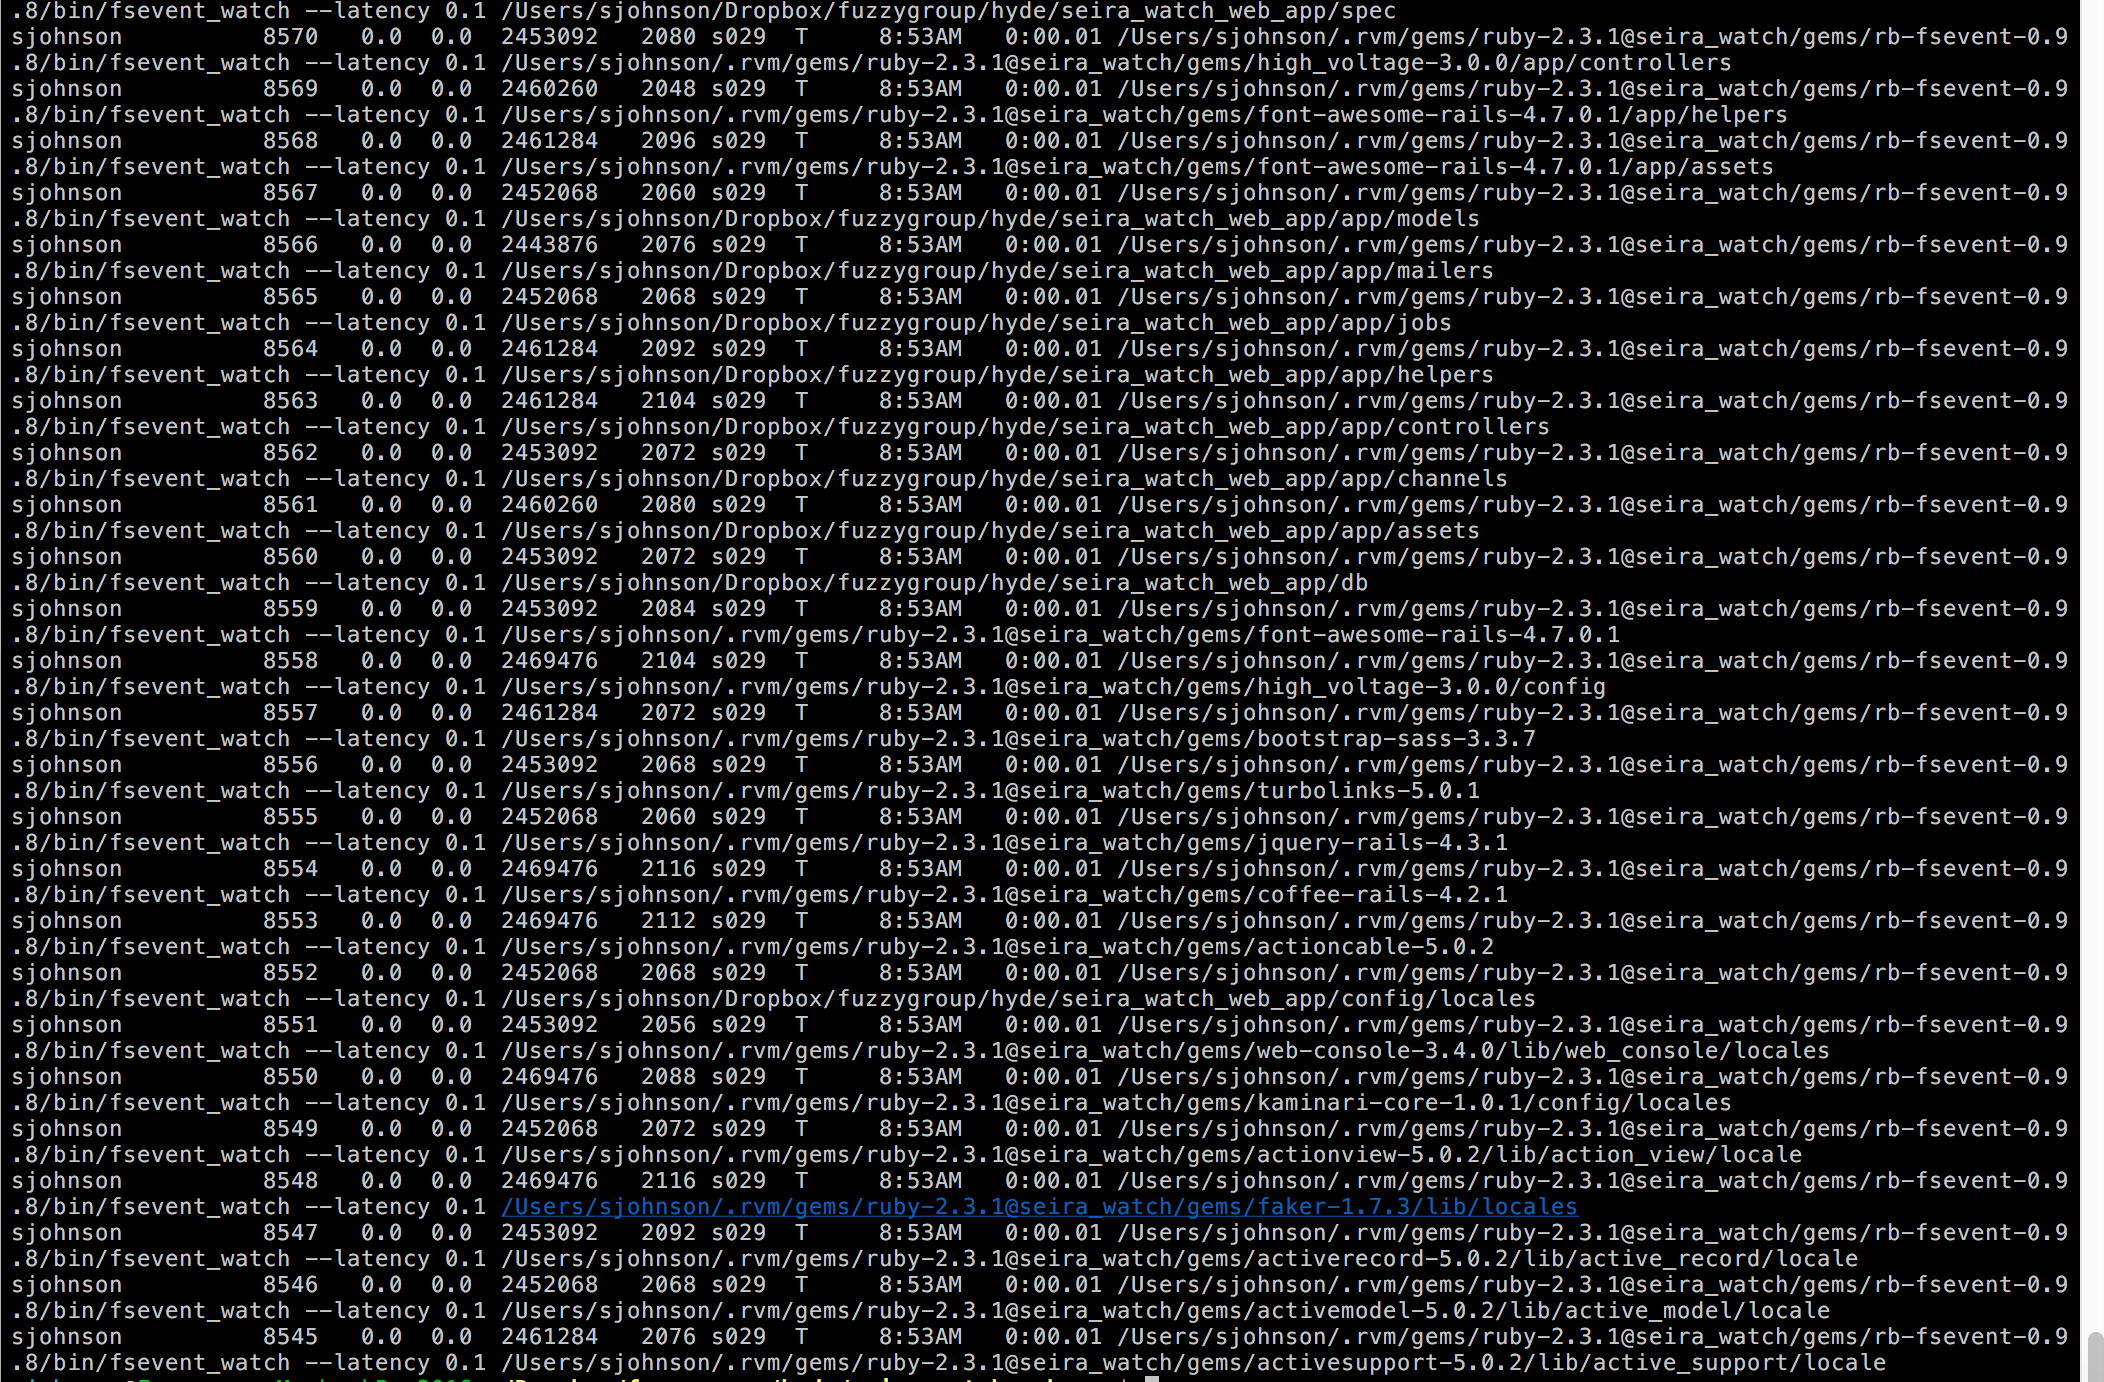 .8/bin/fsevent_watch --latency 0.1 /Users/sjohnson/Dropbox/fuzzygroup/hyde/seira_watch_web_app/spec
sjohnson          8570   0.0  0.0  2453092   2080 s029  T     8:53AM   0:00.01 /Users/sjohnson/.rvm/gems/ruby-2.3.1@seira_watch/gems/rb-fsevent-0.9
.8/bin/fsevent_watch --latency 0.1 /Users/sjohnson/.rvm/gems/ruby-2.3.1@seira_watch/gems/high_voltage-3.0.0/app/controllers
sjohnson          8569   0.0  0.0  2460260   2048 s029  T     8:53AM   0:00.01 /Users/sjohnson/.rvm/gems/ruby-2.3.1@seira_watch/gems/rb-fsevent-0.9
.8/bin/fsevent_watch --latency 0.1 /Users/sjohnson/.rvm/gems/ruby-2.3.1@seira_watch/gems/font-awesome-rails-4.7.0.1/app/helpers
sjohnson          8568   0.0  0.0  2461284   2096 s029  T     8:53AM   0:00.01 /Users/sjohnson/.rvm/gems/ruby-2.3.1@seira_watch/gems/rb-fsevent-0.9
.8/bin/fsevent_watch --latency 0.1 /Users/sjohnson/.rvm/gems/ruby-2.3.1@seira_watch/gems/font-awesome-rails-4.7.0.1/app/assets
sjohnson          8567   0.0  0.0  2452068   2060 s029  T     8:53AM   0:00.01 /Users/sjohnson/.rvm/gems/ruby-2.3.1@seira_watch/gems/rb-fsevent-0.9
.8/bin/fsevent_watch --latency 0.1 /Users/sjohnson/Dropbox/fuzzygroup/hyde/seira_watch_web_app/app/models
sjohnson          8566   0.0  0.0  2443876   2076 s029  T     8:53AM   0:00.01 /Users/sjohnson/.rvm/gems/ruby-2.3.1@seira_watch/gems/rb-fsevent-0.9
.8/bin/fsevent_watch --latency 0.1 /Users/sjohnson/Dropbox/fuzzygroup/hyde/seira_watch_web_app/app/mailers
sjohnson          8565   0.0  0.0  2452068   2068 s029  T     8:53AM   0:00.01 /Users/sjohnson/.rvm/gems/ruby-2.3.1@seira_watch/gems/rb-fsevent-0.9
.8/bin/fsevent_watch --latency 0.1 /Users/sjohnson/Dropbox/fuzzygroup/hyde/seira_watch_web_app/app/jobs
sjohnson          8564   0.0  0.0  2461284   2092 s029  T     8:53AM   0:00.01 /Users/sjohnson/.rvm/gems/ruby-2.3.1@seira_watch/gems/rb-fsevent-0.9
.8/bin/fsevent_watch --latency 0.1 /Users/sjohnson/Dropbox/fuzzygroup/hyde/seira_watch_web_app/app/helpers
sjohnson          8563   0.0  0.0  2461284   2104 s029  T     8:53AM   0:00.01 /Users/sjohnson/.rvm/gems/ruby-2.3.1@seira_watch/gems/rb-fsevent-0.9
.8/bin/fsevent_watch --latency 0.1 /Users/sjohnson/Dropbox/fuzzygroup/hyde/seira_watch_web_app/app/controllers
sjohnson          8562   0.0  0.0  2453092   2072 s029  T     8:53AM   0:00.01 /Users/sjohnson/.rvm/gems/ruby-2.3.1@seira_watch/gems/rb-fsevent-0.9
.8/bin/fsevent_watch --latency 0.1 /Users/sjohnson/Dropbox/fuzzygroup/hyde/seira_watch_web_app/app/channels
sjohnson          8561   0.0  0.0  2460260   2080 s029  T     8:53AM   0:00.01 /Users/sjohnson/.rvm/gems/ruby-2.3.1@seira_watch/gems/rb-fsevent-0.9
.8/bin/fsevent_watch --latency 0.1 /Users/sjohnson/Dropbox/fuzzygroup/hyde/seira_watch_web_app/app/assets
sjohnson          8560   0.0  0.0  2453092   2072 s029  T     8:53AM   0:00.01 /Users/sjohnson/.rvm/gems/ruby-2.3.1@seira_watch/gems/rb-fsevent-0.9
.8/bin/fsevent_watch --latency 0.1 /Users/sjohnson/Dropbox/fuzzygroup/hyde/seira_watch_web_app/db
sjohnson          8559   0.0  0.0  2453092   2084 s029  T     8:53AM   0:00.01 /Users/sjohnson/.rvm/gems/ruby-2.3.1@seira_watch/gems/rb-fsevent-0.9
.8/bin/fsevent_watch --latency 0.1 /Users/sjohnson/.rvm/gems/ruby-2.3.1@seira_watch/gems/font-awesome-rails-4.7.0.1
sjohnson          8558   0.0  0.0  2469476   2104 s029  T     8:53AM   0:00.01 /Users/sjohnson/.rvm/gems/ruby-2.3.1@seira_watch/gems/rb-fsevent-0.9
.8/bin/fsevent_watch --latency 0.1 /Users/sjohnson/.rvm/gems/ruby-2.3.1@seira_watch/gems/high_voltage-3.0.0/config
sjohnson          8557   0.0  0.0  2461284   2072 s029  T     8:53AM   0:00.01 /Users/sjohnson/.rvm/gems/ruby-2.3.1@seira_watch/gems/rb-fsevent-0.9
.8/bin/fsevent_watch --latency 0.1 /Users/sjohnson/.rvm/gems/ruby-2.3.1@seira_watch/gems/bootstrap-sass-3.3.7
sjohnson          8556   0.0  0.0  2453092   2068 s029  T     8:53AM   0:00.01 /Users/sjohnson/.rvm/gems/ruby-2.3.1@seira_watch/gems/rb-fsevent-0.9
.8/bin/fsevent_watch --latency 0.1 /Users/sjohnson/.rvm/gems/ruby-2.3.1@seira_watch/gems/turbolinks-5.0.1
sjohnson          8555   0.0  0.0  2452068   2060 s029  T     8:53AM   0:00.01 /Users/sjohnson/.rvm/gems/ruby-2.3.1@seira_watch/gems/rb-fsevent-0.9
.8/bin/fsevent_watch --latency 0.1 /Users/sjohnson/.rvm/gems/ruby-2.3.1@seira_watch/gems/jquery-rails-4.3.1
sjohnson          8554   0.0  0.0  2469476   2116 s029  T     8:53AM   0:00.01 /Users/sjohnson/.rvm/gems/ruby-2.3.1@seira_watch/gems/rb-fsevent-0.9
.8/bin/fsevent_watch --latency 0.1 /Users/sjohnson/.rvm/gems/ruby-2.3.1@seira_watch/gems/coffee-rails-4.2.1
sjohnson          8553   0.0  0.0  2469476   2112 s029  T     8:53AM   0:00.01 /Users/sjohnson/.rvm/gems/ruby-2.3.1@seira_watch/gems/rb-fsevent-0.9
.8/bin/fsevent_watch --latency 0.1 /Users/sjohnson/.rvm/gems/ruby-2.3.1@seira_watch/gems/actioncable-5.0.2
sjohnson          8552   0.0  0.0  2452068   2068 s029  T     8:53AM   0:00.01 /Users/sjohnson/.rvm/gems/ruby-2.3.1@seira_watch/gems/rb-fsevent-0.9
.8/bin/fsevent_watch --latency 0.1 /Users/sjohnson/Dropbox/fuzzygroup/hyde/seira_watch_web_app/config/locales
sjohnson          8551   0.0  0.0  2453092   2056 s029  T     8:53AM   0:00.01 /Users/sjohnson/.rvm/gems/ruby-2.3.1@seira_watch/gems/rb-fsevent-0.9
.8/bin/fsevent_watch --latency 0.1 /Users/sjohnson/.rvm/gems/ruby-2.3.1@seira_watch/gems/web-console-3.4.0/lib/web_console/locales
sjohnson          8550   0.0  0.0  2469476   2088 s029  T     8:53AM   0:00.01 /Users/sjohnson/.rvm/gems/ruby-2.3.1@seira_watch/gems/rb-fsevent-0.9
.8/bin/fsevent_watch --latency 0.1 /Users/sjohnson/.rvm/gems/ruby-2.3.1@seira_watch/gems/kaminari-core-1.0.1/config/locales
sjohnson          8549   0.0  0.0  2452068   2072 s029  T     8:53AM   0:00.01 /Users/sjohnson/.rvm/gems/ruby-2.3.1@seira_watch/gems/rb-fsevent-0.9
.8/bin/fsevent_watch --latency 0.1 /Users/sjohnson/.rvm/gems/ruby-2.3.1@seira_watch/gems/actionview-5.0.2/lib/action_view/locale
sjohnson          8548   0.0  0.0  2469476   2116 s029  T     8:53AM   0:00.01 /Users/sjohnson/.rvm/gems/ruby-2.3.1@seira_watch/gems/rb-fsevent-0.9
.8/bin/fsevent_watch --latency 0.1 /Users/sjohnson/.rvm/gems/ruby-2.3.1@seira_watch/gems/faker-1.7.3/lib/locales
sjohnson          8547   0.0  0.0  2453092   2092 s029  T     8:53AM   0:00.01 /Users/sjohnson/.rvm/gems/ruby-2.3.1@seira_watch/gems/rb-fsevent-0.9
.8/bin/fsevent_watch --latency 0.1 /Users/sjohnson/.rvm/gems/ruby-2.3.1@seira_watch/gems/activerecord-5.0.2/lib/active_record/locale
sjohnson          8546   0.0  0.0  2452068   2068 s029  T     8:53AM   0:00.01 /Users/sjohnson/.rvm/gems/ruby-2.3.1@seira_watch/gems/rb-fsevent-0.9
.8/bin/fsevent_watch --latency 0.1 /Users/sjohnson/.rvm/gems/ruby-2.3.1@seira_watch/gems/activemodel-5.0.2/lib/active_model/locale
sjohnson          8545   0.0  0.0  2461284   2076 s029  T     8:53AM   0:00.01 /Users/sjohnson/.rvm/gems/ruby-2.3.1@seira_watch/gems/rb-fsevent-0.9
.8/bin/fsevent_watch --latency 0.1 /Users/sjohnson/.rvm/gems/ruby-2.3.1@seira_watch/gems/activesupport-5.0.2/lib/active_support/locale